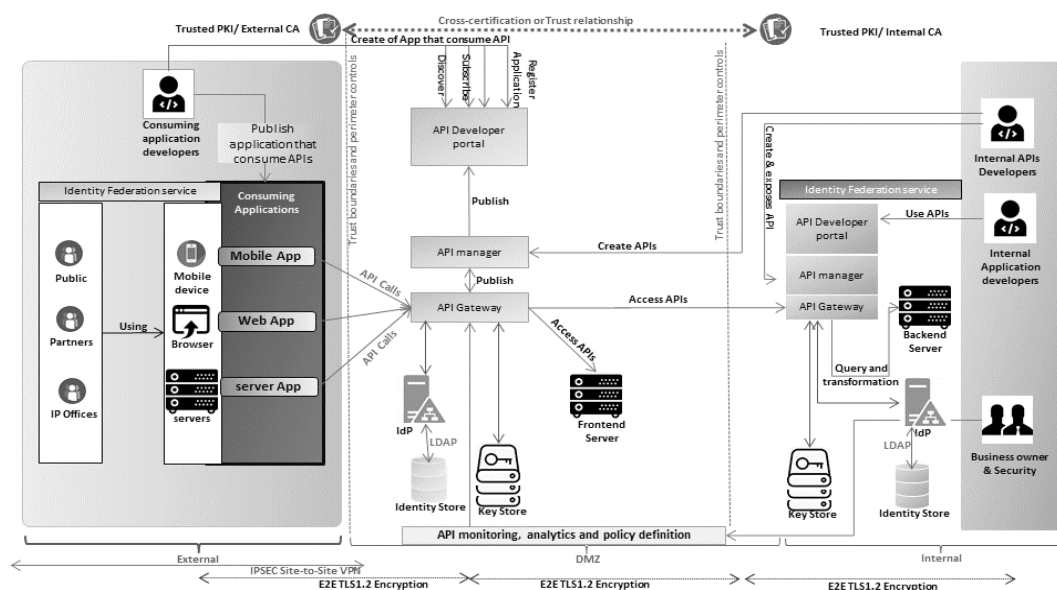 Cross-certification or Trust relationship
Trusted PKI/ External CA
Trusted PKI/ Internal CA
Create of App that consume API
Discover
Subscribe
Register
Application
Trust boundaries and perimeter controls
Trust boundaries and perimeter controls
Consuming
application
developers
Publish
application that
consume APIs
API Developer
portal
Create & exposes API
Internal APIs
Developers
Identity Federation service
Consuming
Applications
Identity Federation service
Publish
API Developer
portal
Use APIs
Internal
Application
developers
Public
Mobile
device
Mobile App
API Calls
API manager
Create APIs
API manager
Publish
Partners
Using
Browser
Web App
API Gateway
Access APIs
API Gateway
API Calls
Access APIs
Backend
Server
IP Offices
servers
server App
Query and
transformation
IdP
Frontend
Server
IdP
LDAP
LDAP
Business owner
& Security
Identity Store
Key Store
Key Store
Identity Store
API monitoring, analytics and policy definition
External
DMZ
Internal
IPSEC Site-to-Site VPN
E2E TLS1.2 Encryption
E2E TLS1.2 Encryption
E2E TLS1.2 Encryption